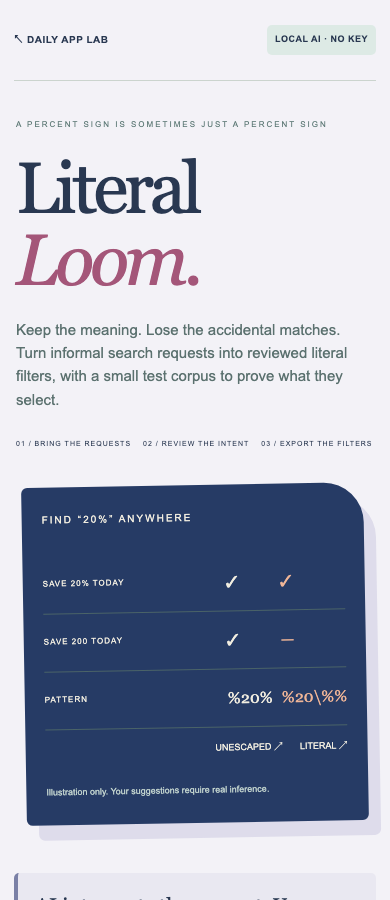 ↖ DAILY APP LAB
LOCAL AI · NO KEY
A PERCENT SIGN IS SOMETIMES JUST A PERCENT SIGN
Literal
Loom.
Keep the meaning. Lose the accidental matches.
Turn informal search requests into reviewed literal
filters, with a small test corpus to prove what they
select.
01 / BRING THE REQUESTS 02 / REVIEW THE INTENT 03 / EXPORT THE FILTERS
FIND “20%” ANYWHERE
SAVE 20% TODAY ✓ ✓
SAVE 200 TODAY ✓ —
PATTERN %20% %20\%%
UNESCAPED ↗ LITERAL ↗
Illustration only. Your suggestions require real inference.